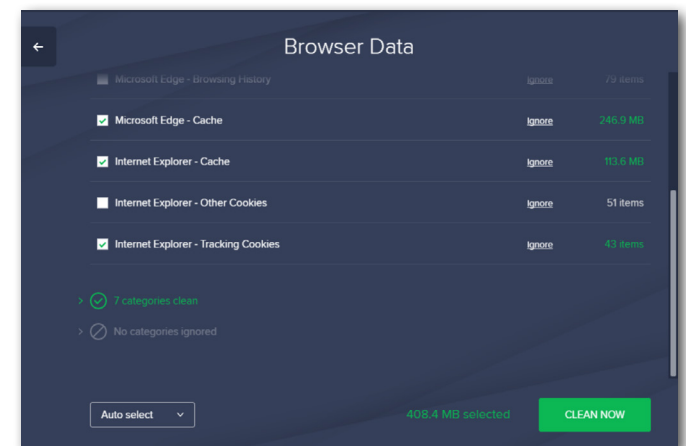 Browser Data
Microsoft Edge - Browsing History Ignore 79 items
Microsoft Edge - Cache Ignore 246.9 MB
Internet Explorer - Cache Ignore 113.6 MB
Internet Explorer - Other Cookies Ignore 51 items
Internet Explorer - Tracking Cookies Ignore 43 items
7 categories clean
No categories ignored
Auto select 408.4 MB selected CLEAN NOW